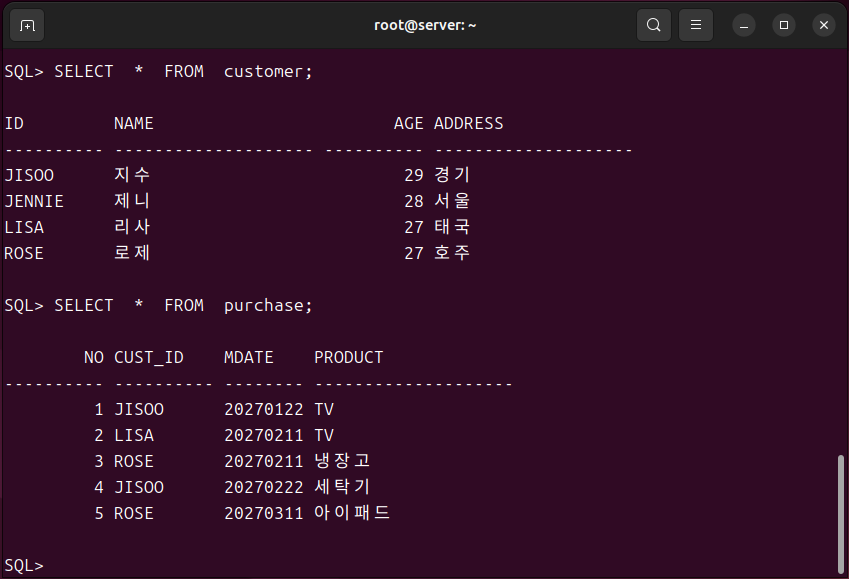 root@server: ~
SQL> SELECT  *  FROM  customer;
ID         NAME                        AGE ADDRESS
---------- -------------------- ---------- --------------------
JISOO      지수                         29 경기
JENNIE     제니                         28 서울
LISA       리사                         27 태국
ROSE       로제                         27 호주
SQL> SELECT  *  FROM  purchase;
        NO CUST_ID    MDATE    PRODUCT
---------- ---------- -------- --------------------
         1 JISOO      20270122 TV
         2 LISA       20270211 TV
         3 ROSE       20270211 냉장고
         4 JISOO      20270222 세탁기
         5 ROSE       20270311 아이패드
SQL>